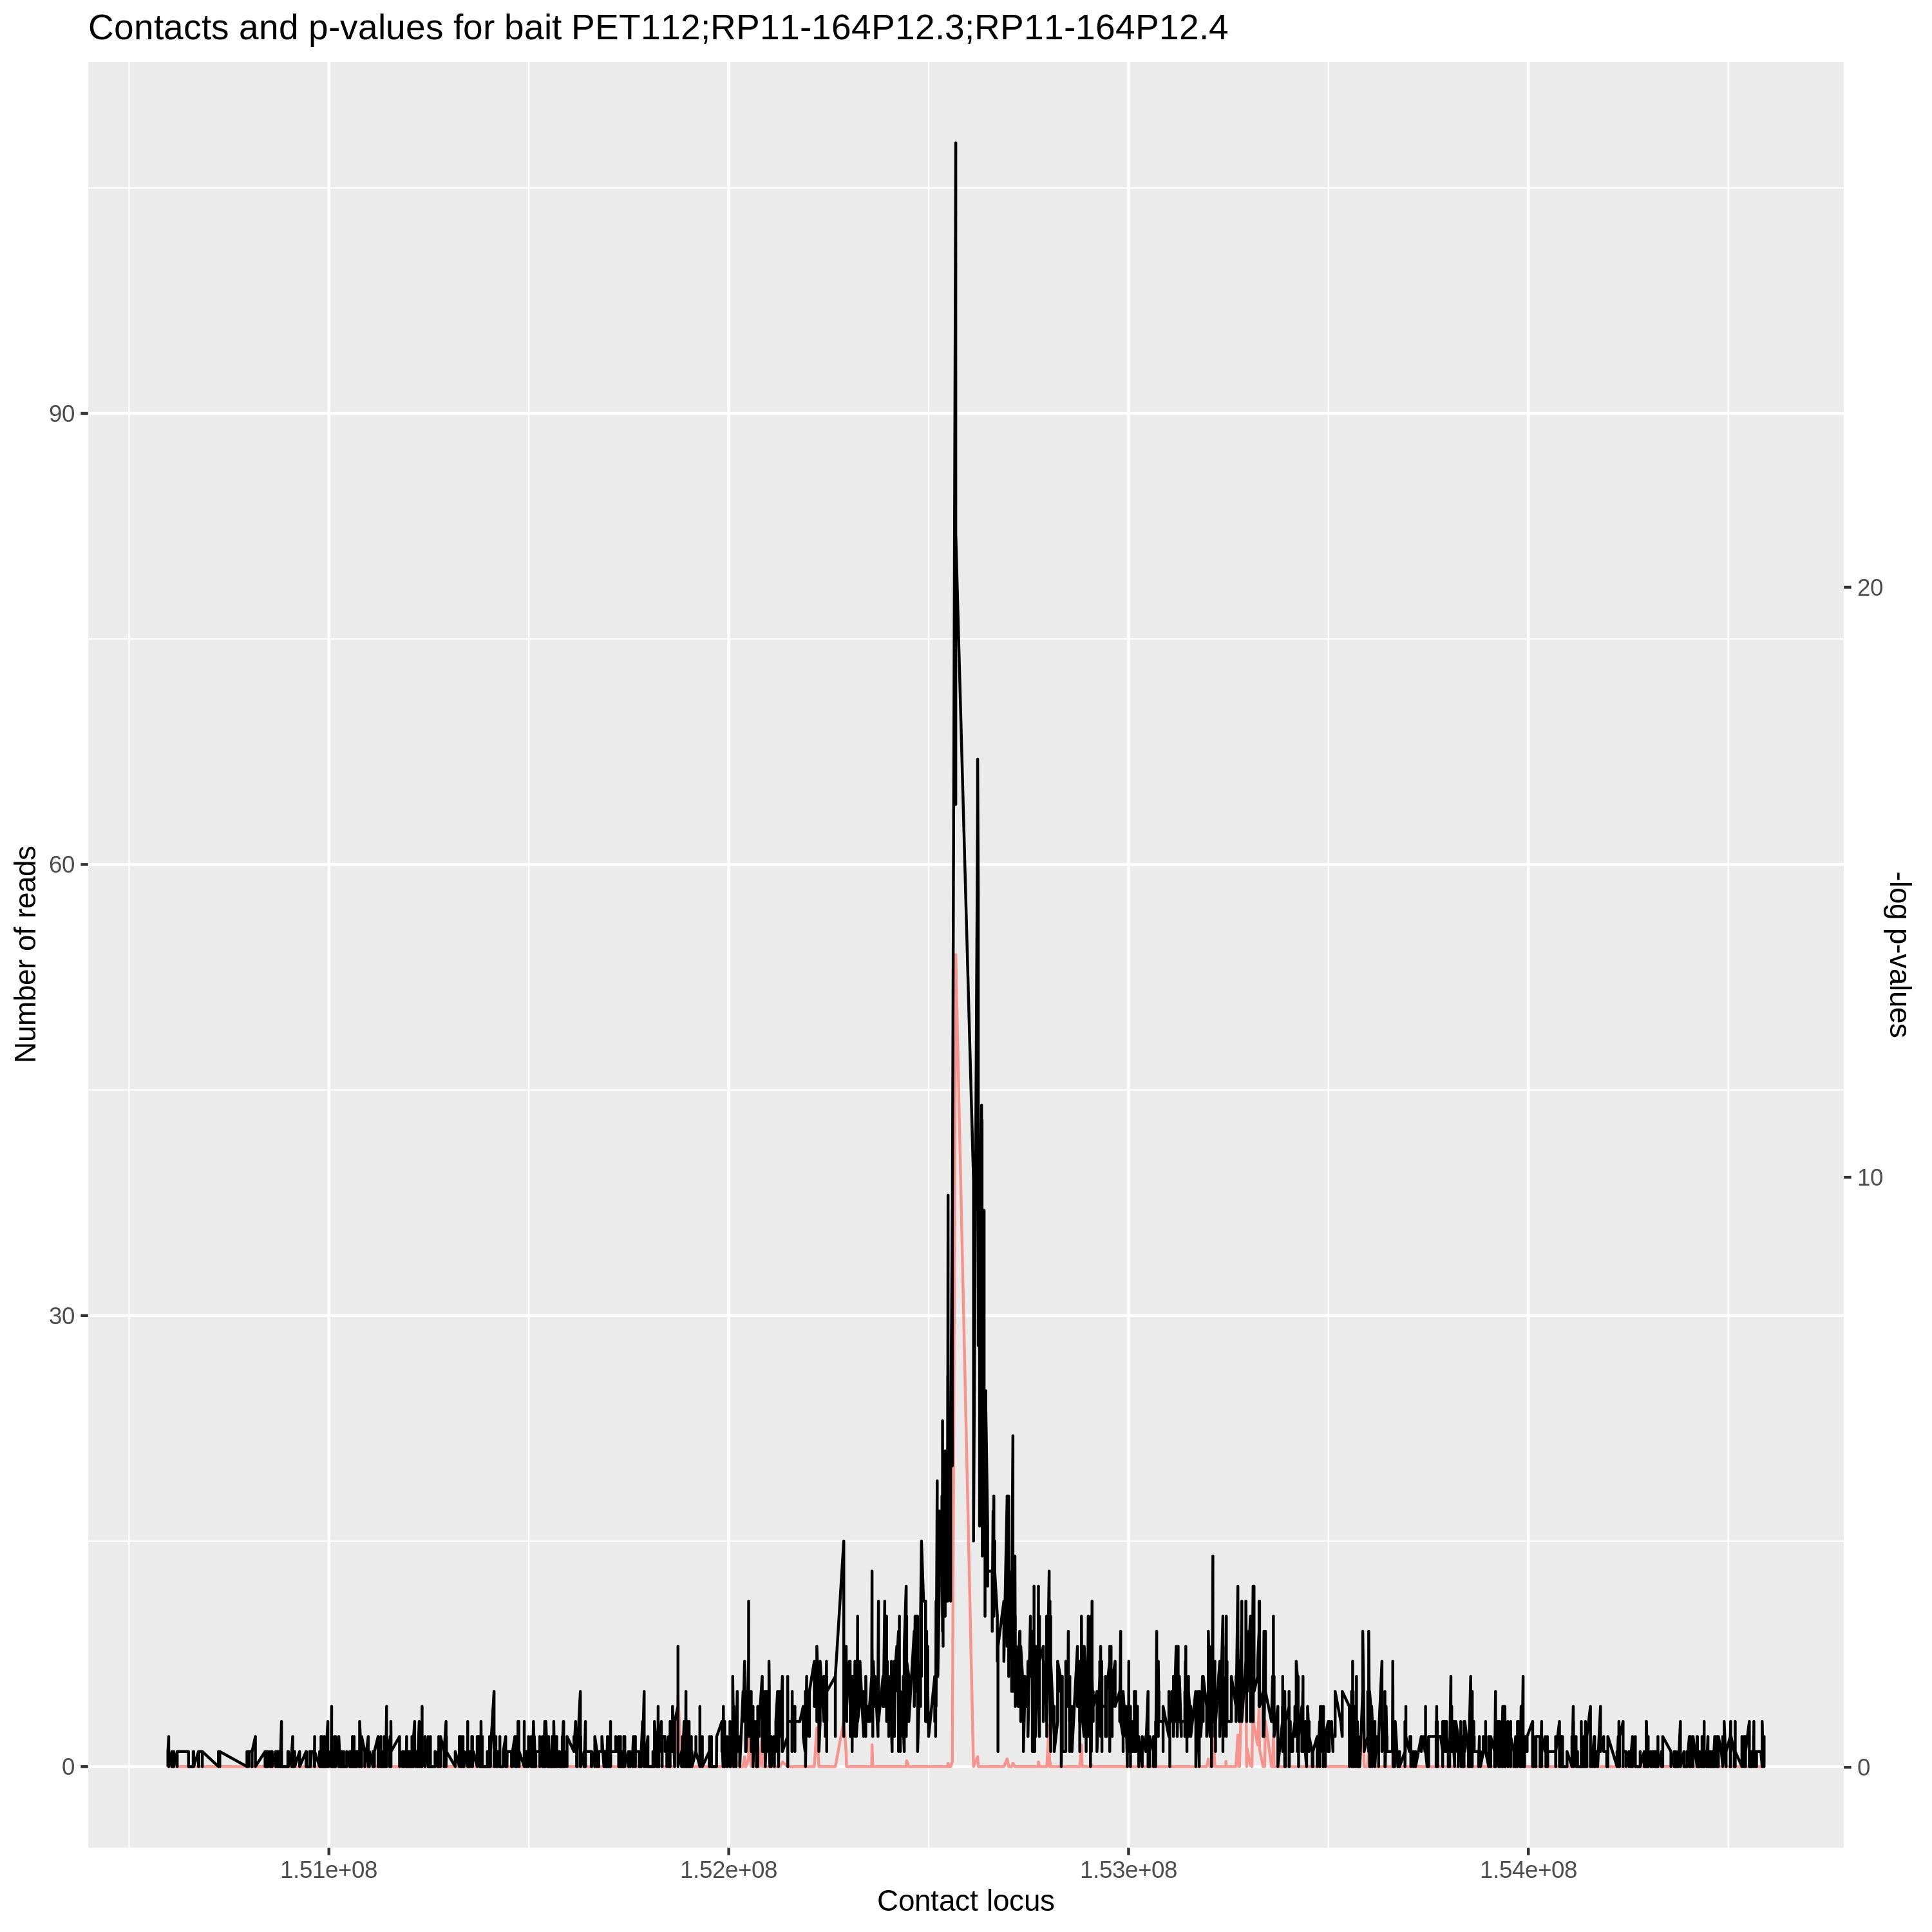 Contacts and p-values for bait PET112;RP11-164P12.3;RP11-164P12.4
90
60
30
0
Number of reads
20
10
0
-log p-values
1.51e+08
1.52e+08
1.53e+08
1.54e+08
Contact locus